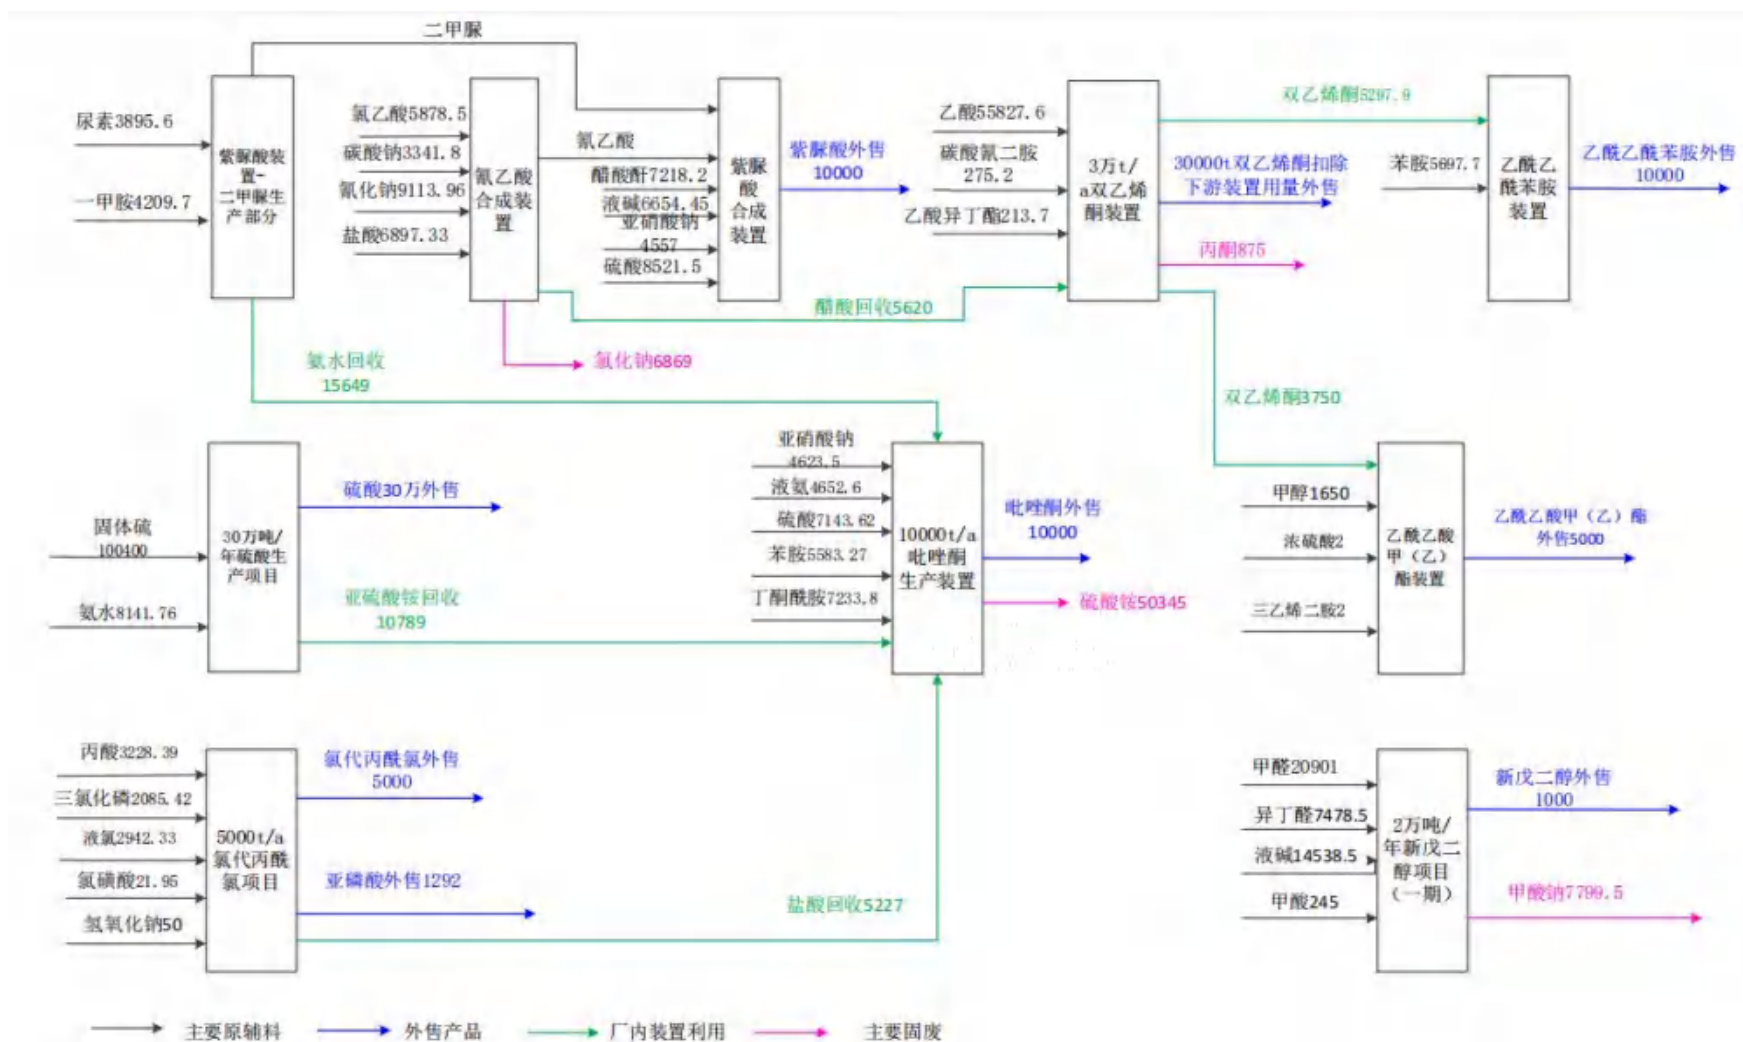 二甲脲
尿素3895.6
一甲胺4209.7
紫脲酸装
置-
二甲脲生
产部分
氯乙酸5878.5
碳酸钠3341.8
氰化钠9113.96
盐酸6897.33
氰乙酸
合成装
置
氰乙酸
醋酸酐7218.2
液碱6654.45
亚硝酸钠
4557
硫酸8521.5
紫脲
酸
合成
装置
紫脲酸外售
10000
乙酸55827.6
碳酸氢二胺
275.2
乙酸异丁酯213.7
3万t/
a双乙烯
酮装置
双乙烯酮5297.9
30000t双乙烯酮扣除
下游装置用量外售
丙酮875
苯胺5697.7
乙酰乙
酰苯胺
装置
乙酰乙酰苯胺外售
10000
醋酸回收5620
氯化钠6869
氨水回收
15649
双乙烯酮3750
固体硫
100400
氨水8141.76
30万吨/
年硫酸生
产项目
硫酸30万外售
亚硫酸铵回收
10789
亚硝酸钠
4623.5
液氨4652.6
硫酸7143.62
苯胺5583.27
丁酮酰胺7233.8
10000t/a
吡唑酮
生产装置
吡唑酮外售
10000
硫酸铵50345
甲醇1650
浓硫酸2
三乙烯二胺2
乙酰乙酸
甲（乙）
酯装置
乙酰乙酸甲（乙）酯
外售5000
丙酸3228.39
三氯化磷2085.42
液氯2942.33
氯磺酸21.95
氢氧化钠50
5000t/a
氯代丙酰
氯项目
氯代丙酰氯外售
5000
亚磷酸外售1292
盐酸回收5227
甲醛20901
异丁醛7478.5
液碱14538.5
甲酸245
2万吨/
年新戊二
醇项目
（一期）
新戊二醇外售
1000
甲酸钠7799.5
主要原辅料
外售产品
厂内装置利用
主要固废